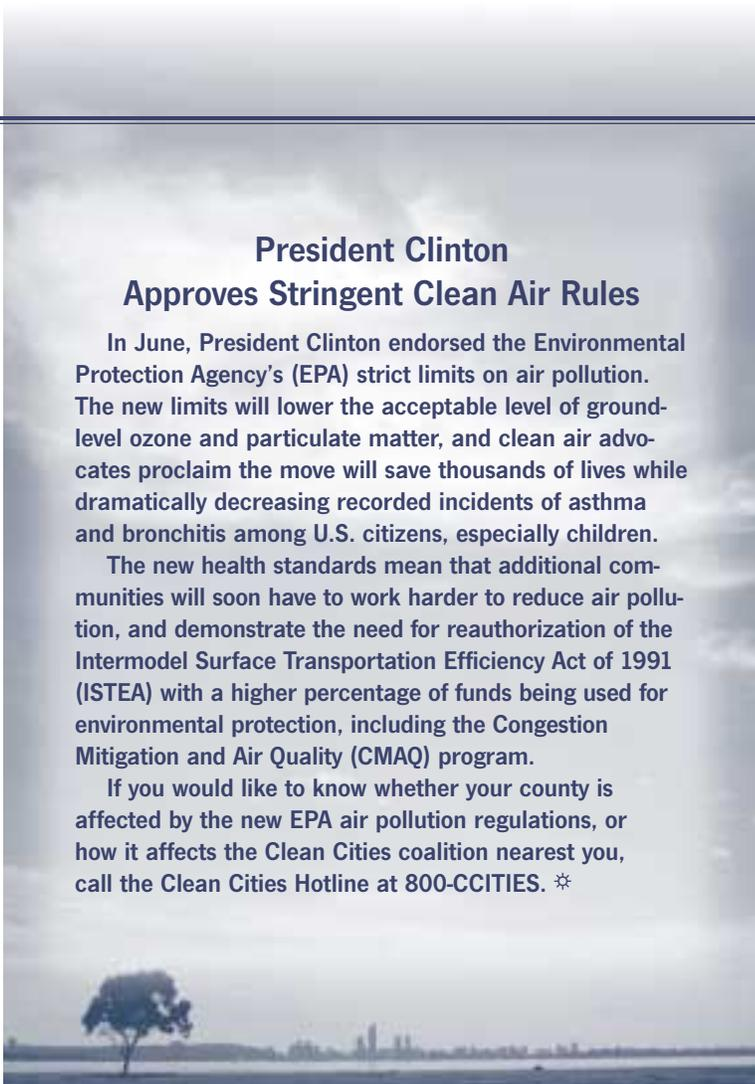 President Clinton
Approves Stringent Clean Air Rules
In June, President Clinton endorsed the Environmental
Protection Agency’s (EPA) strict limits on air pollution.
The new limits will lower the acceptable level of ground-
level ozone and particulate matter, and clean air advo-
cates proclaim the move will save thousands of lives while
dramatically decreasing recorded incidents of asthma
and bronchitis among U.S. citizens, especially children.
The new health standards mean that additional com-
munities will soon have to work harder to reduce air pollu-
tion, and demonstrate the need for reauthorization of the
Intermodel Surface Transportation Efficiency Act of 1991
(ISTEA) with a higher percentage of funds being used for
environmental protection, including the Congestion
Mitigation and Air Quality (CMAQ) program.
If you would like to know whether your county is
affected by the new EPA air pollution regulations, or
how it affects the Clean Cities coalition nearest you,
call the Clean Cities Hotline at 800-CCITIES. ☼